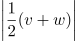 |1/2(v + w)|